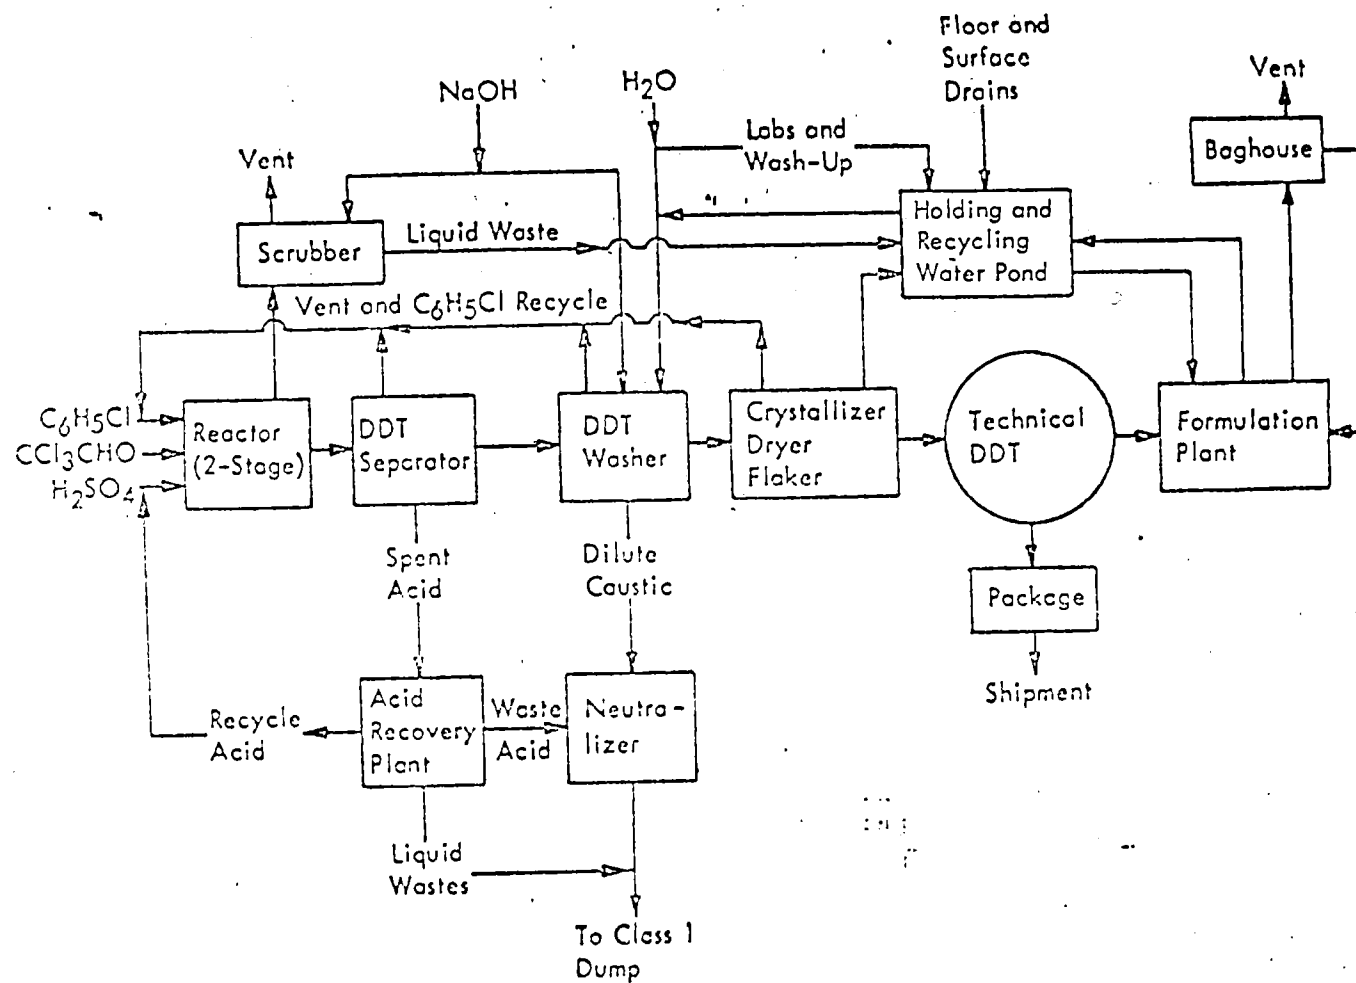 Floor and
Surface
Drains
Vent
NaOH
H2O
Labs and
Wash-Up
Baghouse
Vent
Holding and
Recycling
Water Pond
Scrubber
Liquid Waste
Vent and C6H5Cl Recycle
C6H5Cl
CCl3CHO
H2SO4
Reactor
(2-Stage)
DDT
Separator
DDT
Washer
Crystallizer
Dryer
Flaker
Technical
DDT
Formulation
Plant
Spent
Acid
Dilute
Caustic
Package
Shipment
Recycle
Acid
Acid
Recovery
Plant
Waste
Acid
Neutra-
lizer
Liquid
Wastes
To Class 1
Dump